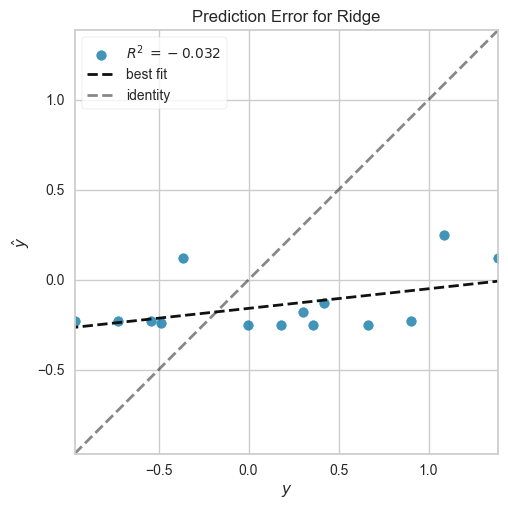 Prediction Error for Ridge
R² = −0.032
best fit
identity
1.0
0.5
0.0
−0.5
ŷ
−0.5 0.0 0.5 1.0
y